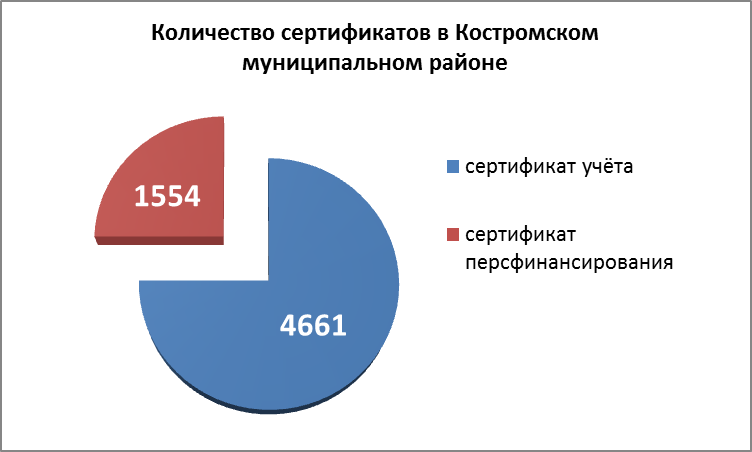 Количество сертификатов в Костромском
муниципальном районе
1554
4661
сертификат учёта
сертификат
персфинансирования